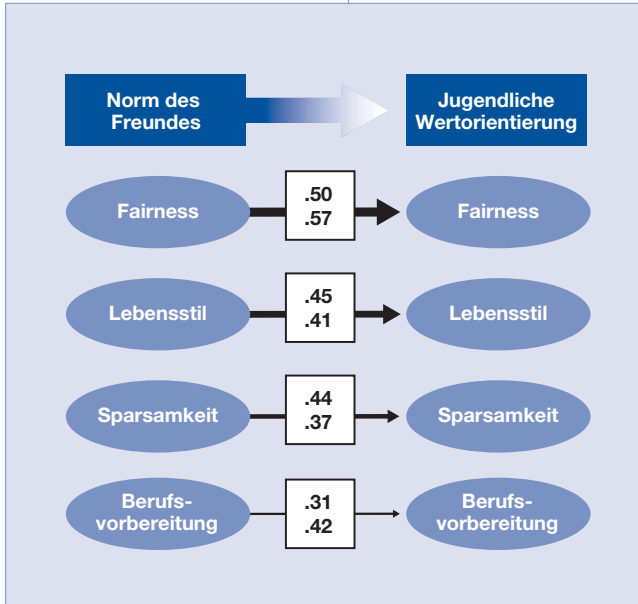 Norm des
Freundes
Jugendliche
Wertorientierung
Fairness
.50
.57
Fairness
Lebensstil
.45
.41
Lebensstil
Sparsamkeit
.44
.37
Sparsamkeit
Berufs-
vorbereitung
.31
.42
Berufs-
vorbereitung